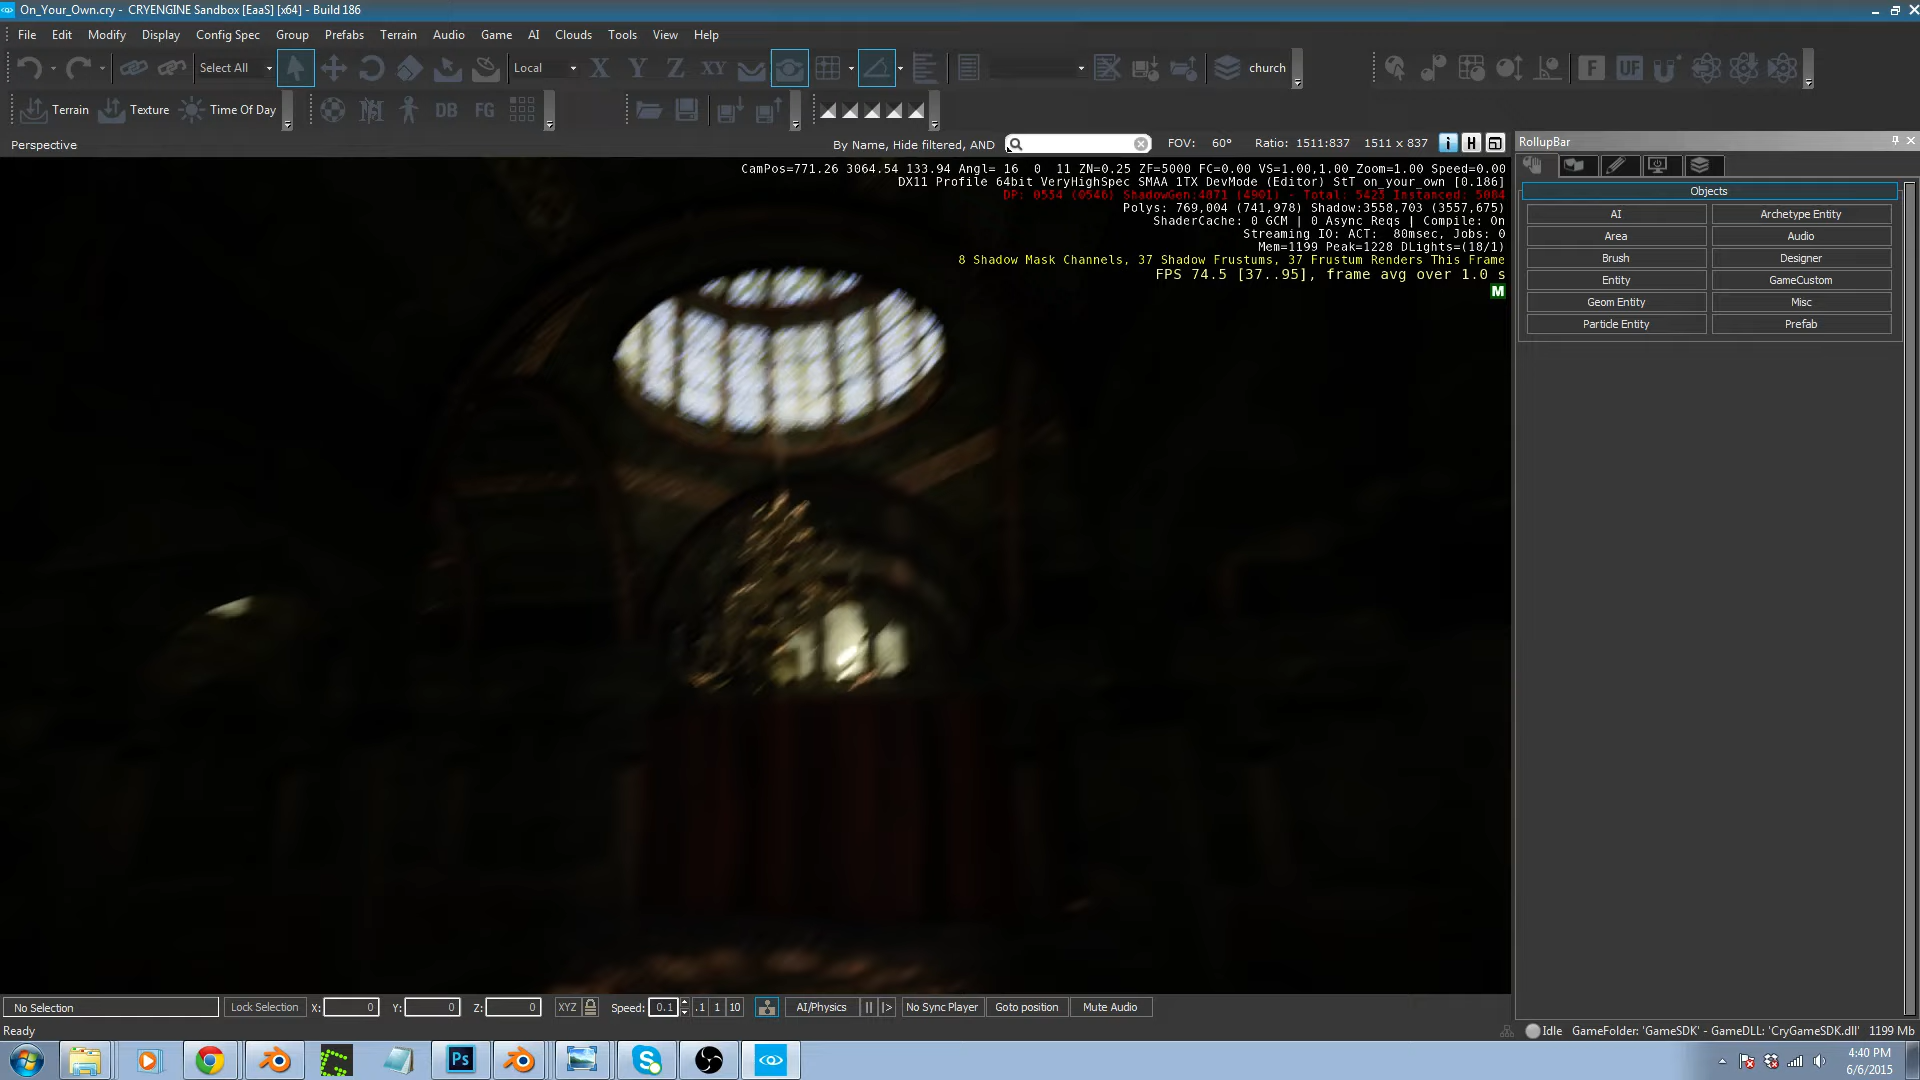 On_Your_Own.cry - CRYENGINE Sandbox [EaaS] [x64] - Build 186
File Edit Modify Display Config Spec Group Prefabs Terrain Audio Game AI Clouds Tools View Help
Select All Local X Y Z XY church F UF
Terrain Texture Time Of Day DB FG
Perspective By Name, Hide filtered, AND FOV: 60° Ratio: 1511:837 1511 x 837 i H
RollupBar
CamPos=771.26 3064.54 133.94 Angl= 16 0 11 ZN=0.25 ZF=5000 FC=0.00 VS=1.00,1.00 Zoom=1.00 Speed=0.00
DX11 Profile 64bit VeryHighSpec SMAA 1TX DevMode (Editor) StT on_your_own [0.186]
Polys: 769,004 (741,978) Shadow:3558,703 (3557,675)
ShaderCache: 0 GCM | 0 Async Reqs | Compile: On
Streaming IO: ACT: 80msec, Jobs: 0
Mem=1199 Peak=1228 DLights=(18/1)
8 Shadow Mask Channels, 37 Shadow Frustums, 37 Frustum Renders This Frame
FPS 74.5 [37..95], frame avg over 1.0 s
M
Objects
AI Archetype Entity
Area Audio
Brush Designer
Entity GameCustom
Geom Entity Misc
Particle Entity Prefab
No Selection Lock Selection X: 0 Y: 0 Z: 0 XYZ Speed: 0.1 .1 1 10 AI/Physics No Sync Player Goto position Mute Audio
Ready Idle GameFolder: 'GameSDK' - GameDLL: 'CryGameSDK.dll' 1199 Mb
Ps
4:40 PM
6/6/2015